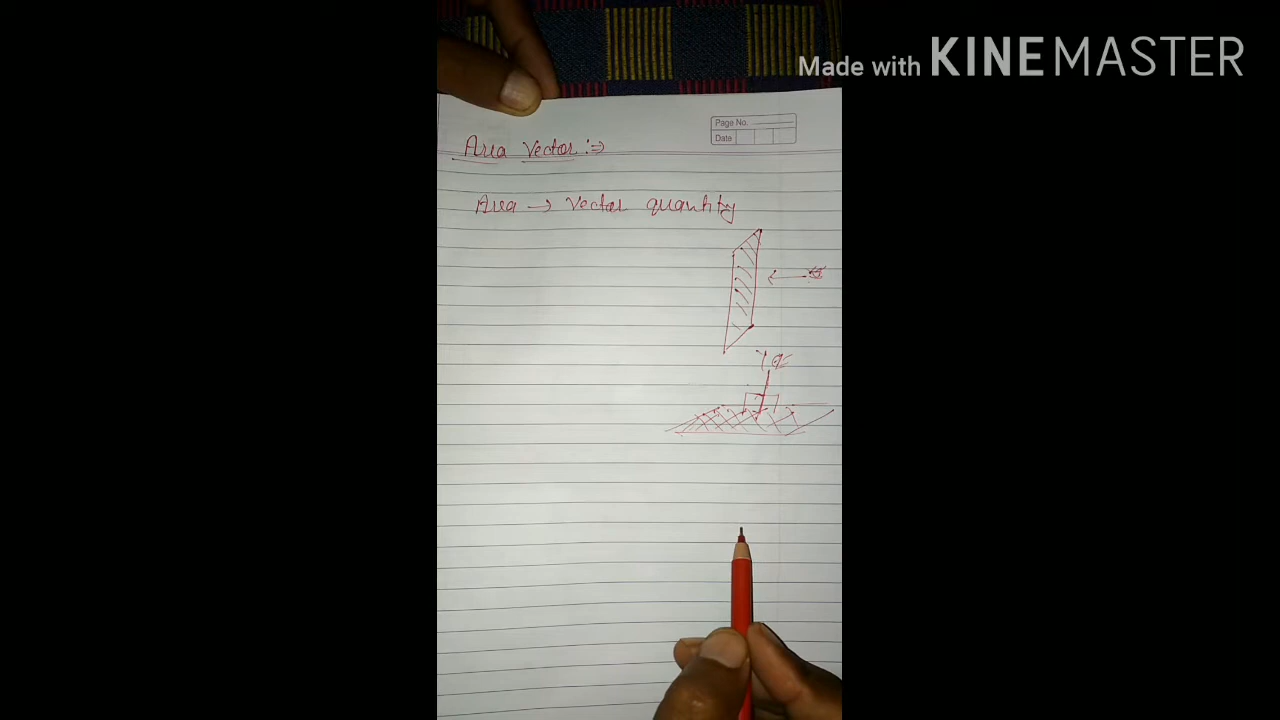 Made with KINEMASTER
Page No.
Date
Area Vector :⇒
Area → Vector quantity